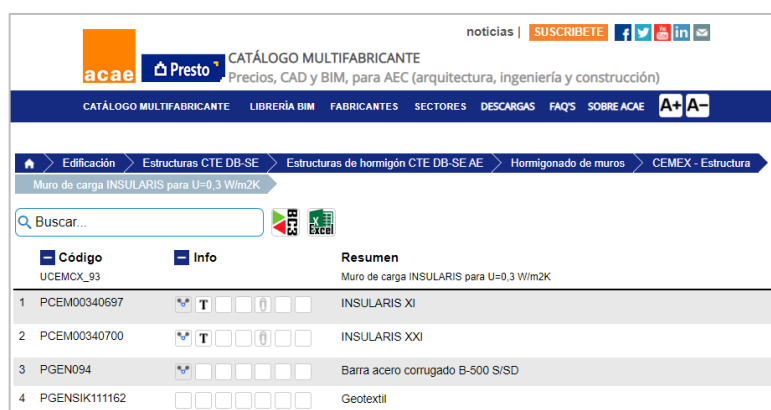 noticias | SUSCRIBETE
acae Presto CATÁLOGO MULTIFABRICANTE
Precios, CAD y BIM, para AEC (arquitectura, ingeniería y construcción)
CATÁLOGO MULTIFABRICANTE LIBRERÍA BIM FABRICANTES SECTORES DESCARGAS FAQ'S SOBRE ACAE A+ A-
Edificación Estructuras CTE DB-SE Estructuras de hormigón CTE DB-SE AE Hormigonado de muros CEMEX - Estructura
Muro de carga INSULARIS para U=0,3 W/m2K
Buscar... BC3 Excel
Código Info Resumen
UCEMCX_93 Muro de carga INSULARIS para U=0,3 W/m2K
1 PCEM00340697 T INSULARIS XI
2 PCEM00340700 T INSULARIS XXI
3 PGEN094 Barra acero corrugado B-500 S/SD
4 PGENSIK111162 Geotextil